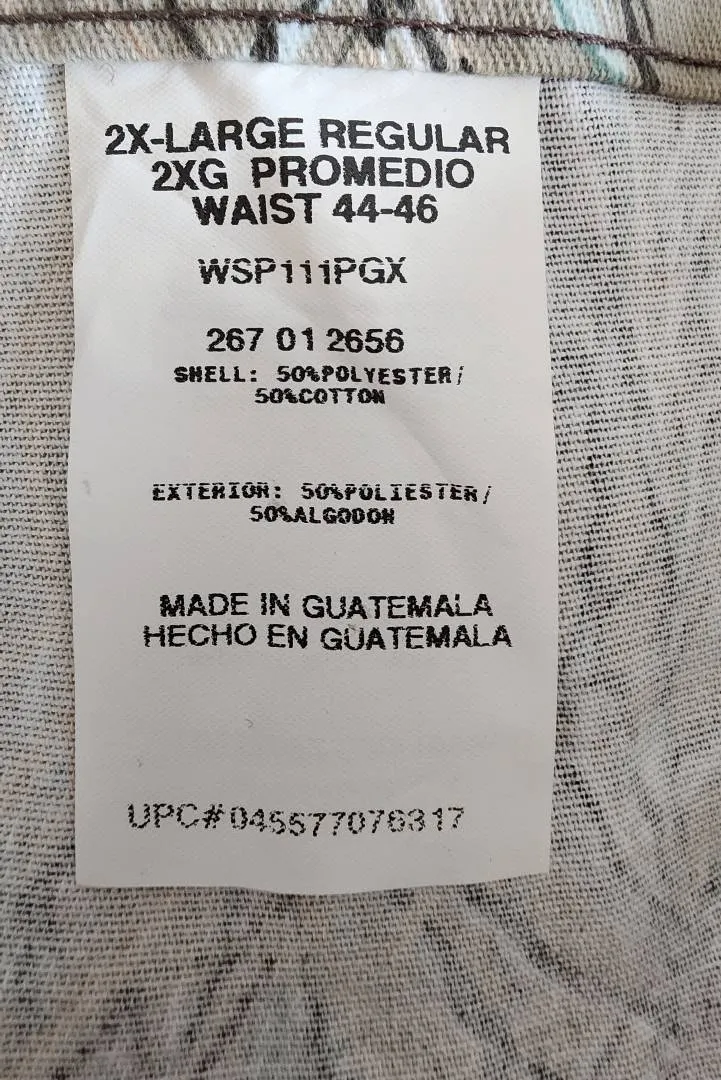 2X-LARGE REGULAR
2XG PROMEDIO
WAIST 44-46
WSP111PGX
267 01 2656
SHELL: 50%POLYESTER/
50%COTTON
EXTERIOR: 50%POLIESTER/
50%ALGODON
MADE IN GUATEMALA
HECHO EN GUATEMALA
UPC#045577076317